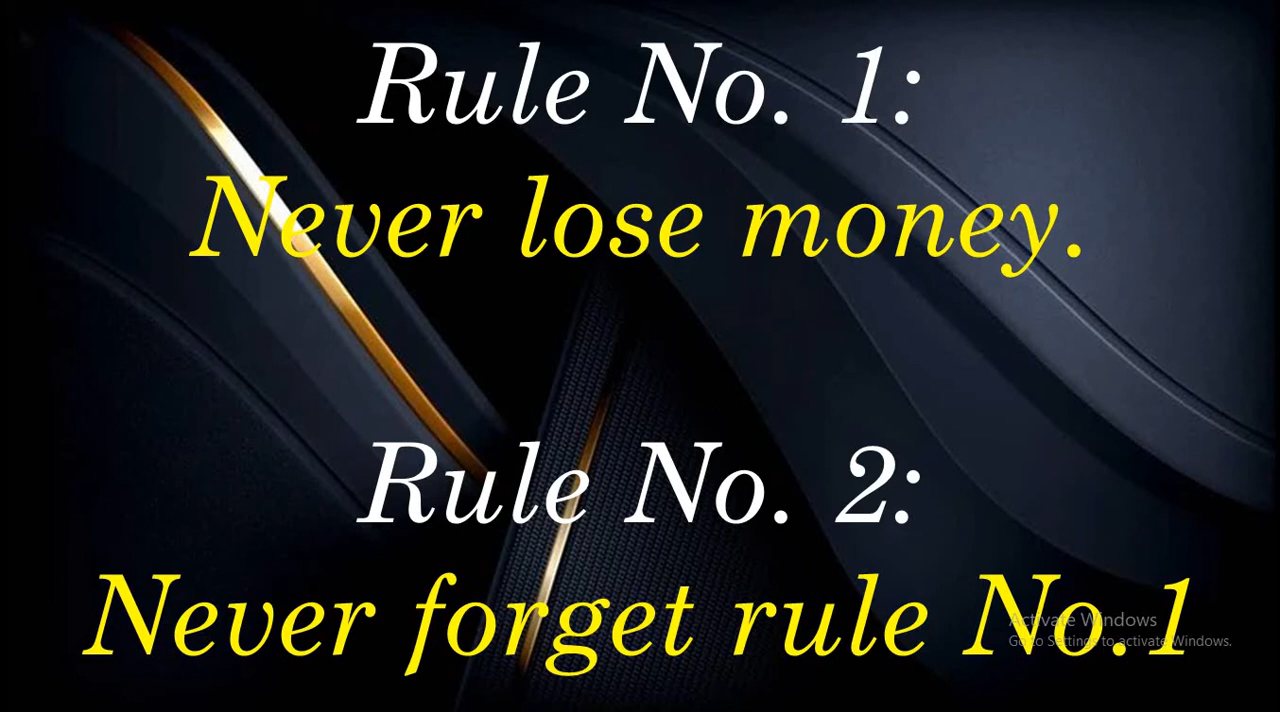 Rule No. 1:
Never lose money.
Rule No. 2:
Never forget rule No.1
Activate Windows
Go to Settings to activate Windows.